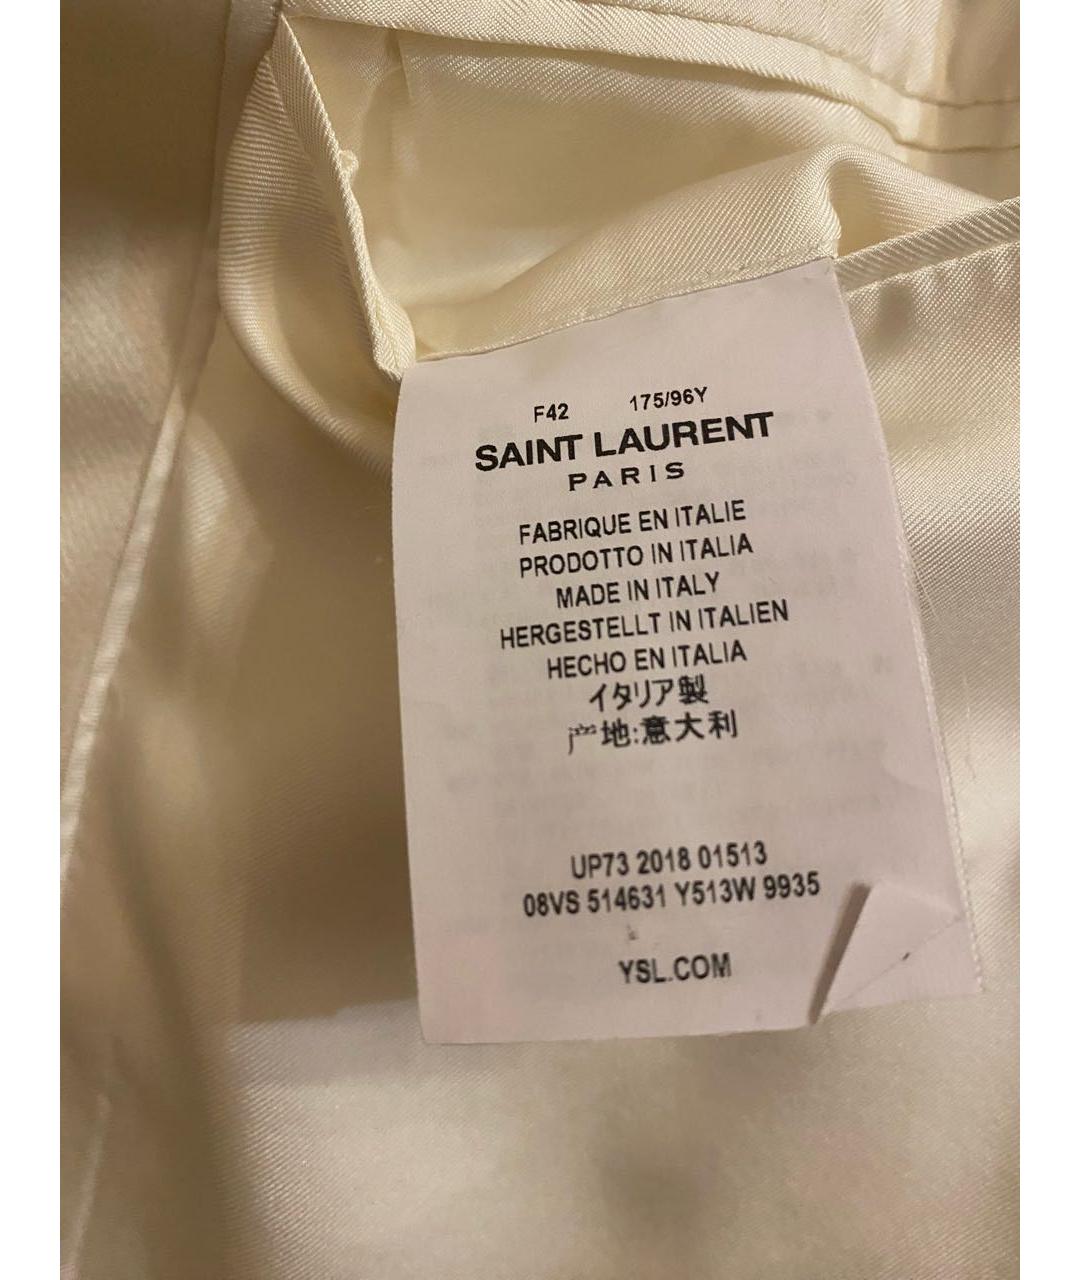 F42 175/96Y
SAINT LAURENT
PARIS
FABRIQUE EN ITALIE
PRODOTTO IN ITALIA
MADE IN ITALY
HERGESTELLT IN ITALIEN
HECHO EN ITALIA
イタリア製
产地:意大利
UP73 2018 01513
08VS 514631 Y513W 9935
YSL.COM